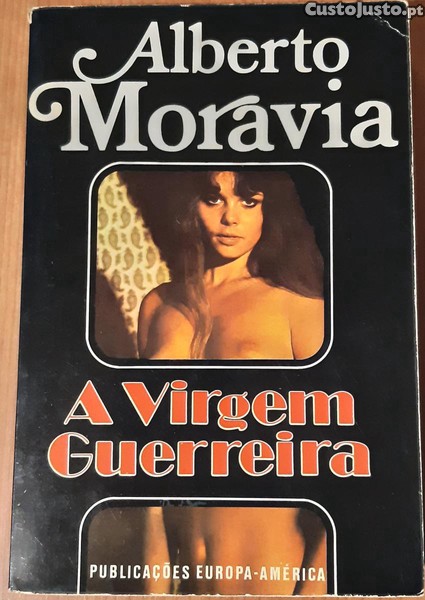 CustoJusto.pt
Alberto
Moravia
A Virgem
Guerreira
PUBLICAÇÕES EUROPA-AMÉRICA